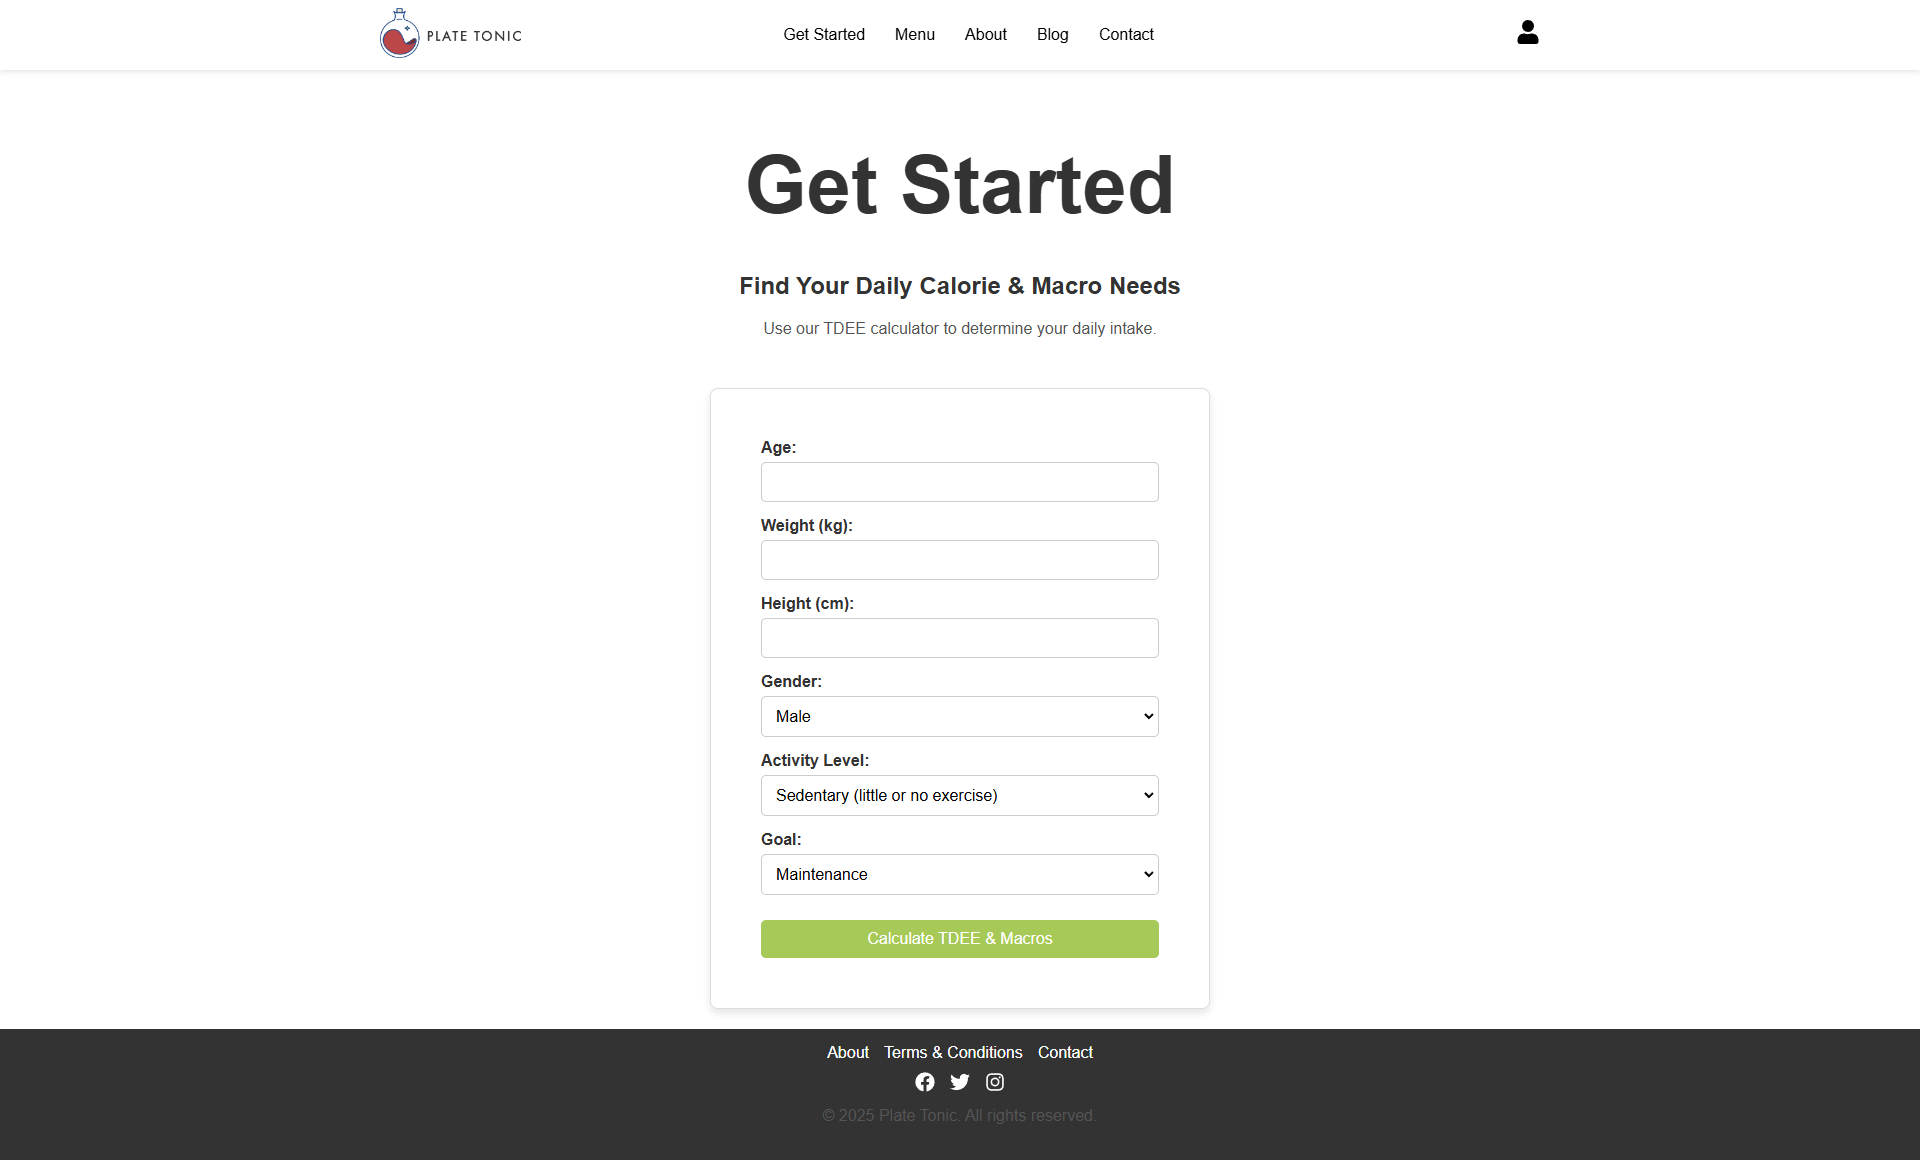 PLATE TONIC
Get Started Menu About Blog Contact
Get Started
Find Your Daily Calorie & Macro Needs
Use our TDEE calculator to determine your daily intake.
Age:
Weight (kg):
Height (cm):
Gender:
Male
Activity Level:
Sedentary (little or no exercise)
Goal:
Maintenance
Calculate TDEE & Macros
About Terms & Conditions Contact
© 2025 Plate Tonic. All rights reserved.